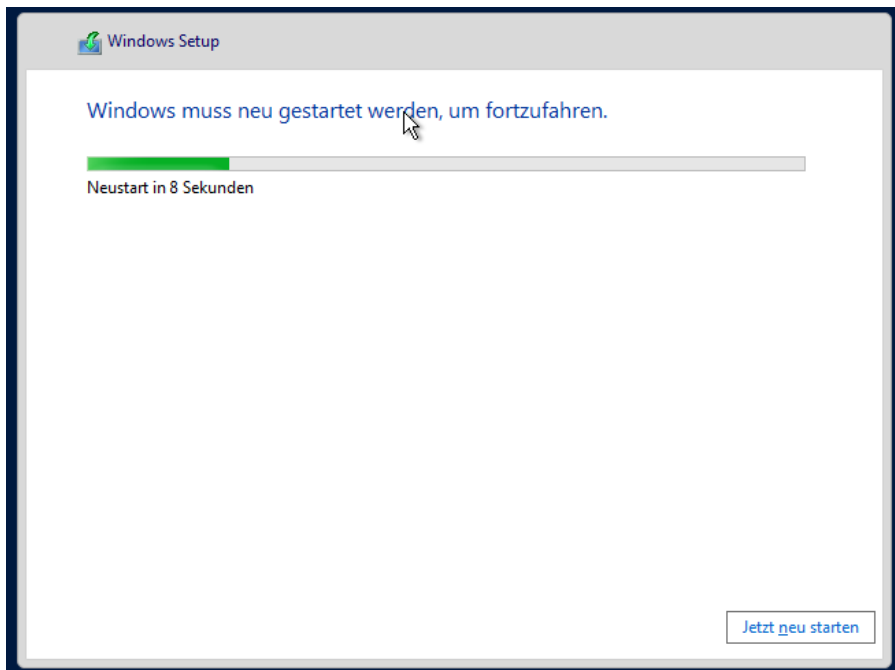 Windows Setup
Windows muss neu gestartet werden, um fortzufahren.
Neustart in 8 Sekunden
Jetzt neu starten